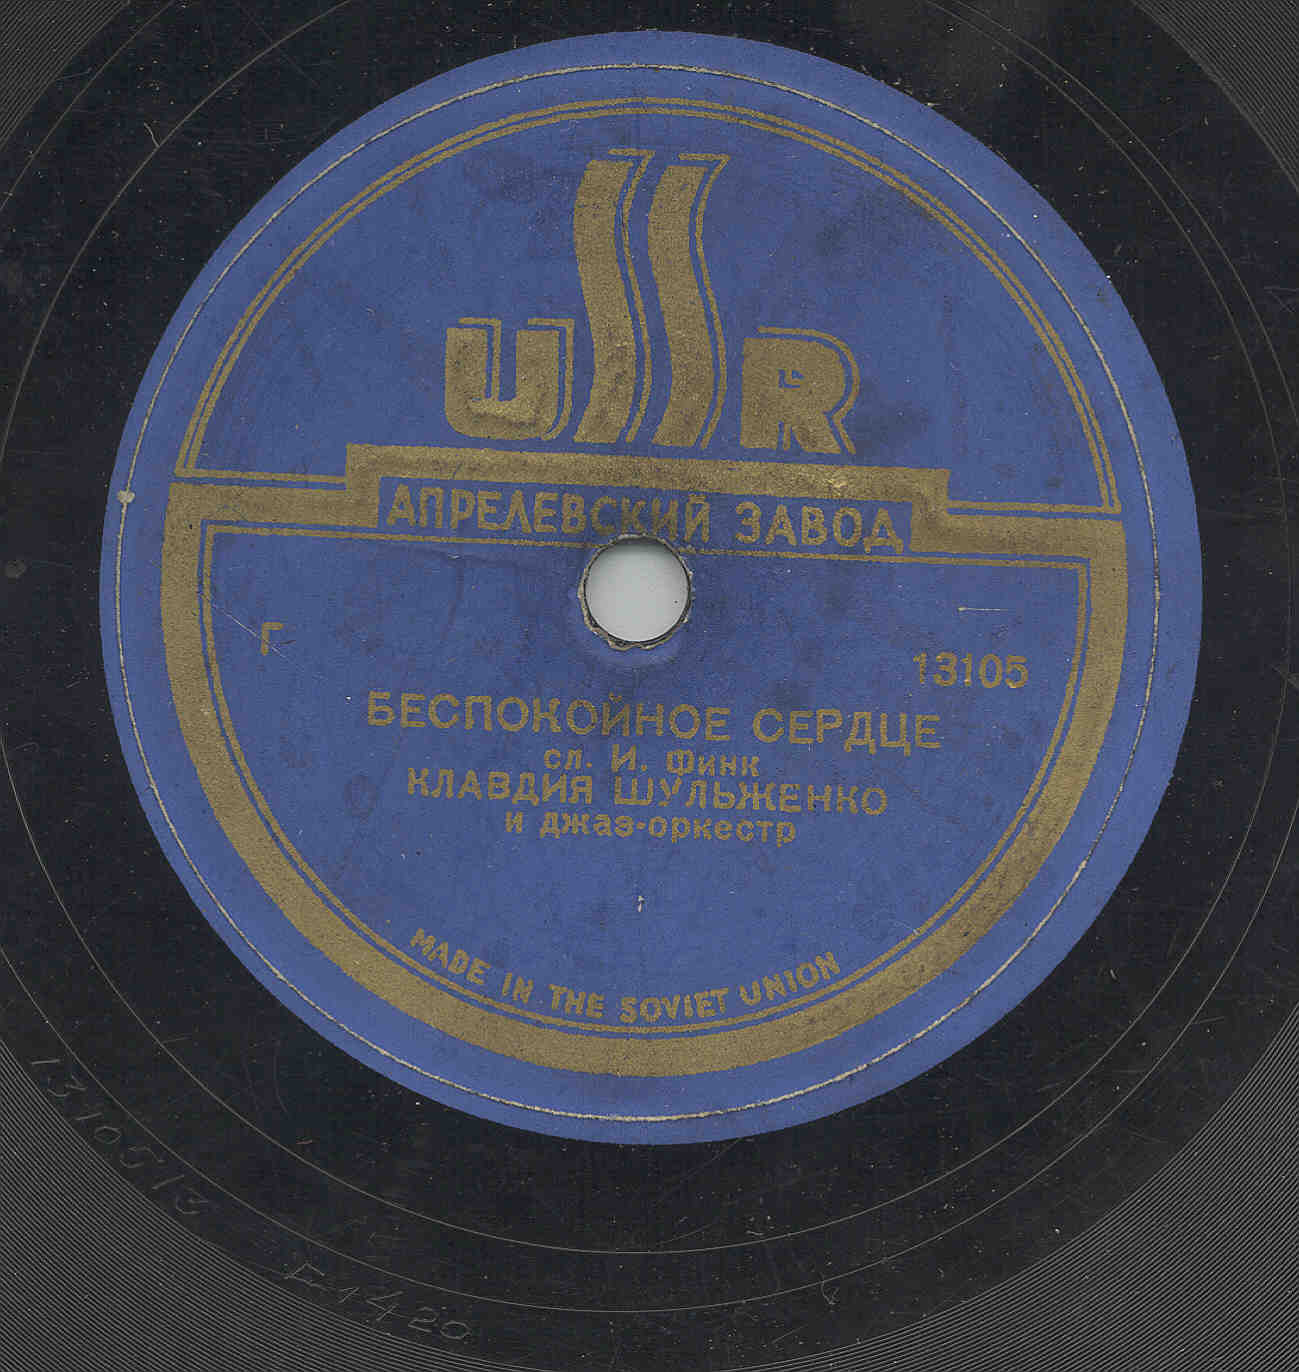 USSR
АПРЕЛЕВСКИЙ ЗАВОД
Г
13105
БЕСПОКОЙНОЕ СЕРДЦЕ
сл. И. Финк
КЛАВДИЯ ШУЛЬЖЕНКО
и джаз-оркестр
MADE IN THE SOVIET UNION